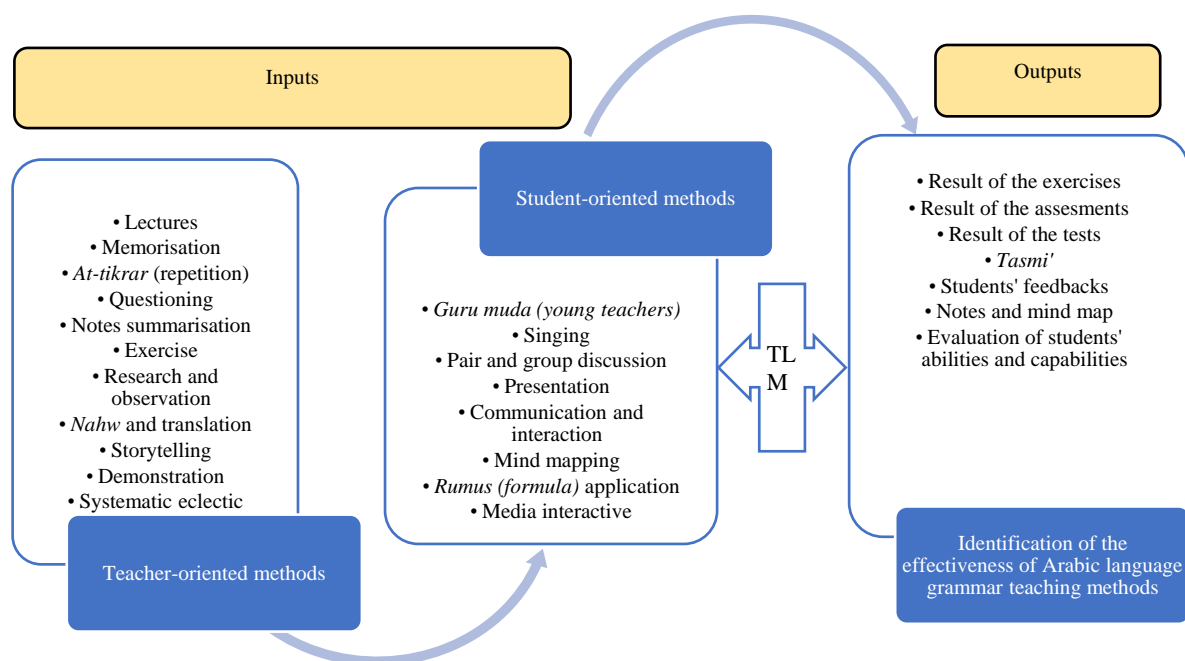 Inputs
Outputs
• Lectures
• Memorisation
• At-tikrar (repetition)
• Questioning
• Notes summarisation
• Exercise
• Research and
observation
• Nahw and translation
• Storytelling
• Demonstration
• Systematic eclectic
Teacher-oriented methods
Student-oriented methods
• Guru muda (young teachers)
• Singing
• Pair and group discussion
• Presentation
• Communication and
interaction
• Mind mapping
• Rumus (formula) application
• Media interactive
TL
M
• Result of the exercises
• Result of the assesments
• Result of the tests
• Tasmi'
• Students' feedbacks
• Notes and mind map
• Evaluation of students'
abilities and capabilities
Identification of the
effectiveness of Arabic language
grammar teaching methods